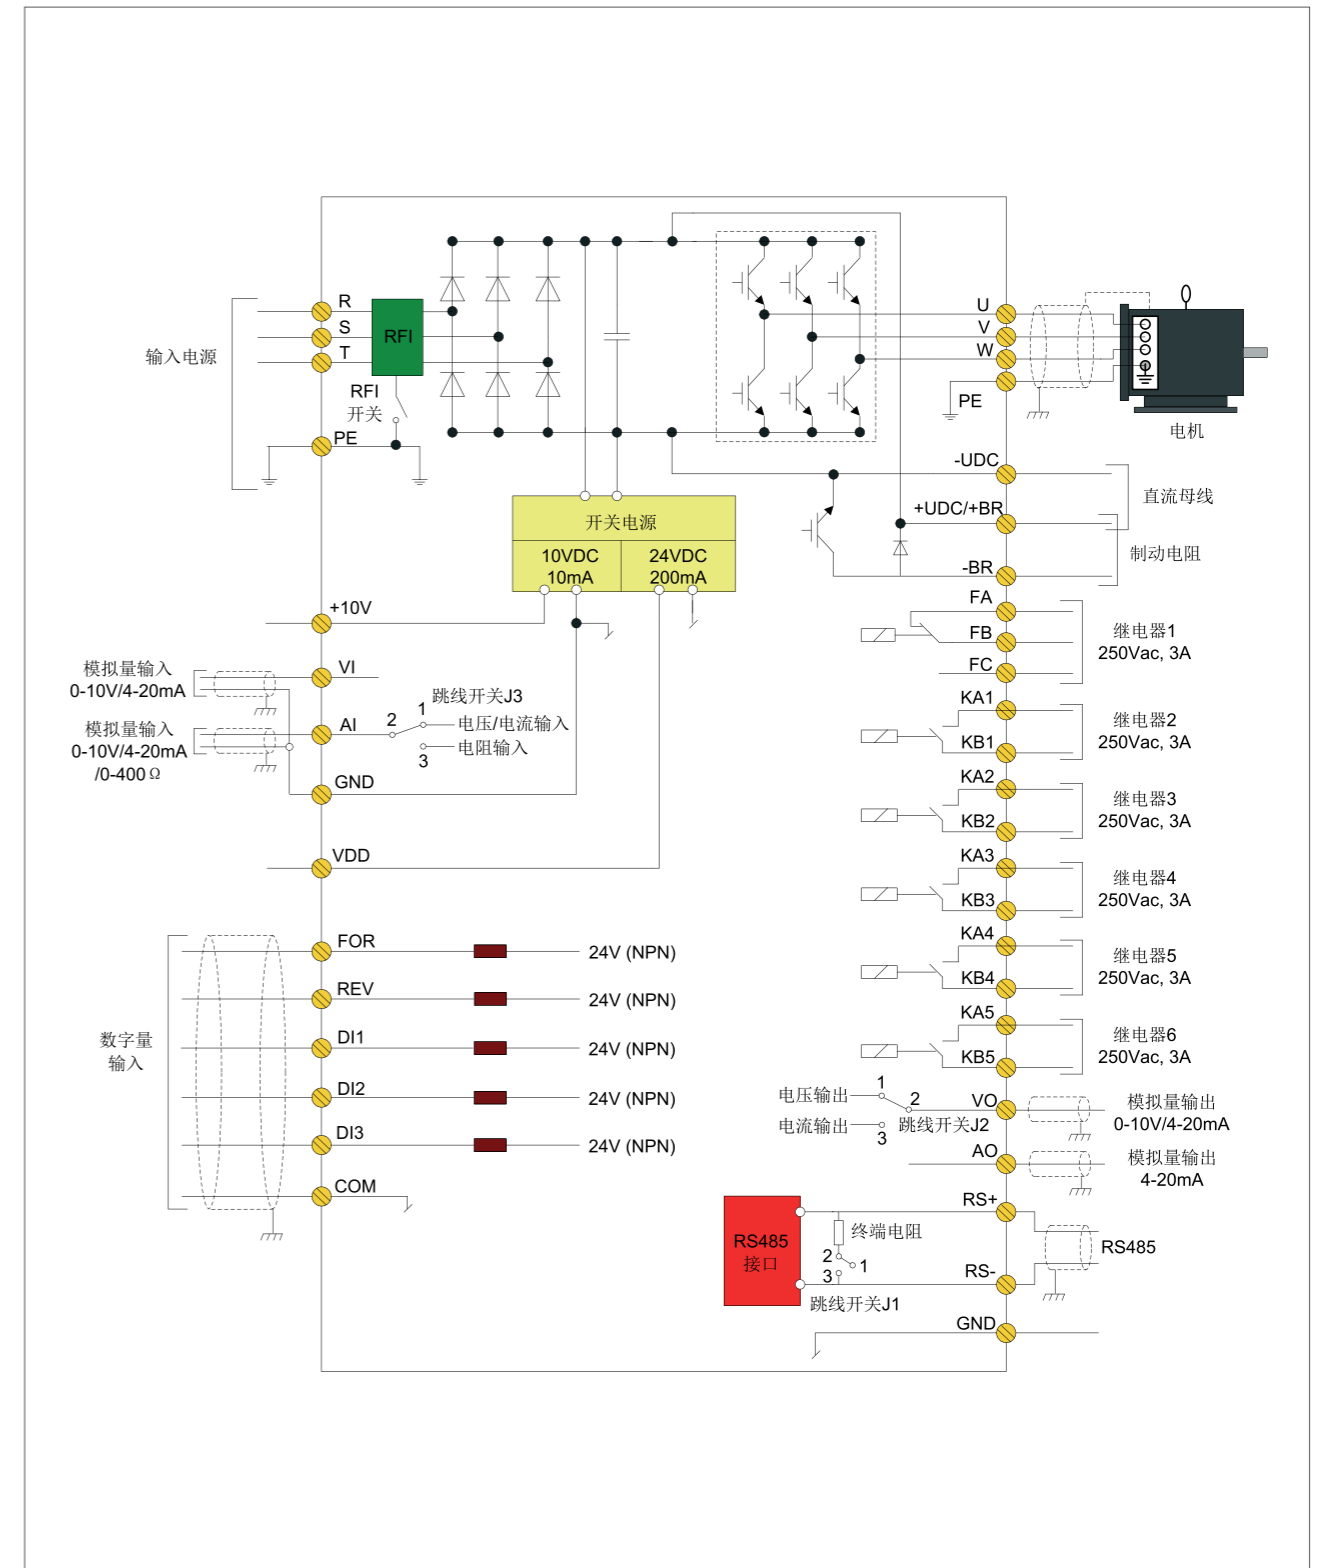 输入电源
R
S
T
RFI
RFI
开关
PE
U
V
W
PE
电机
-UDC
+UDC/+BR
-BR
直流母线
制动电阻
开关电源
10VDC
10mA
24VDC
200mA
+10V
VI
模拟量输入
0-10V/4-20mA
AI
模拟量输入
0-10V/4-20mA
/0-400Ω
跳线开关J3
1
2
3
电压/电流输入
电阻输入
GND
VDD
数字量
输入
FOR
24V (NPN)
REV
24V (NPN)
DI1
24V (NPN)
DI2
24V (NPN)
DI3
24V (NPN)
COM
FA
FB
FC
继电器1
250Vac, 3A
KA1
KB1
继电器2
250Vac, 3A
KA2
KB2
继电器3
250Vac, 3A
KA3
KB3
继电器4
250Vac, 3A
KA4
KB4
继电器5
250Vac, 3A
KA5
KB5
继电器6
250Vac, 3A
电压输出
1
2
VO
电流输出
3
跳线开关J2
模拟量输出
0-10V/4-20mA
AO
模拟量输出
4-20mA
RS485
接口
RS+
终端电阻
2
1
3
RS-
跳线开关J1
RS485
GND